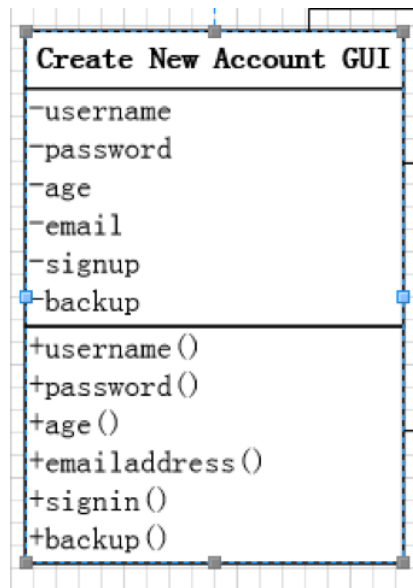 Create New Account GUI
-username
-password
-age
-email
-signup
-backup
+username()
+password()
+age()
+emailaddress()
+signin()
+backup()